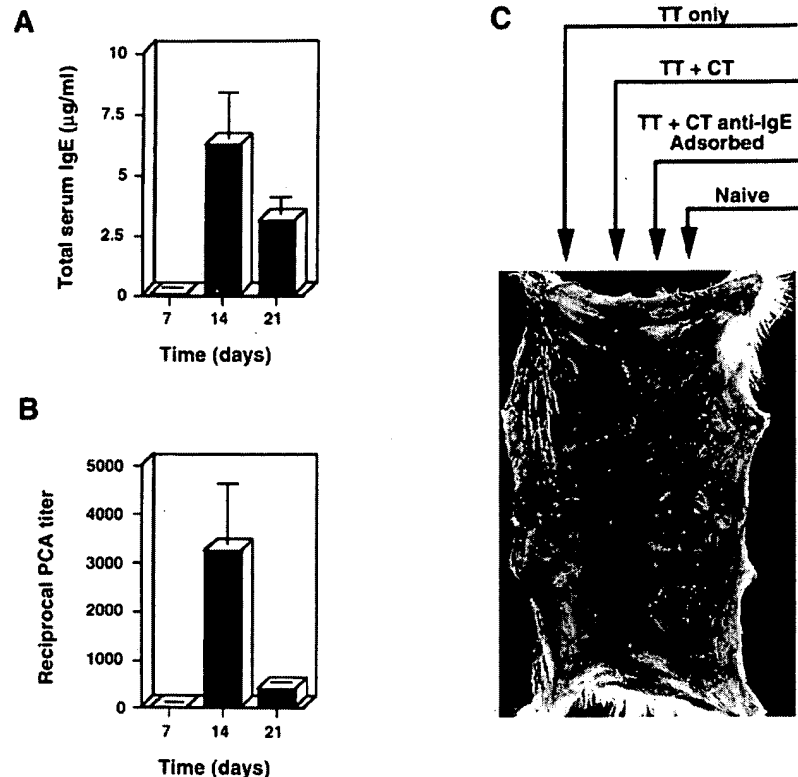 A
10
7.5
5
2.5
0
Total serum IgE (µg/ml)
7 14 21
Time (days)
B
5000
4000
3000
2000
1000
0
Reciprocal PCA titer
7 14 21
Time (days)
C
TT only
TT + CT
TT + CT anti-IgE
Adsorbed
Naive